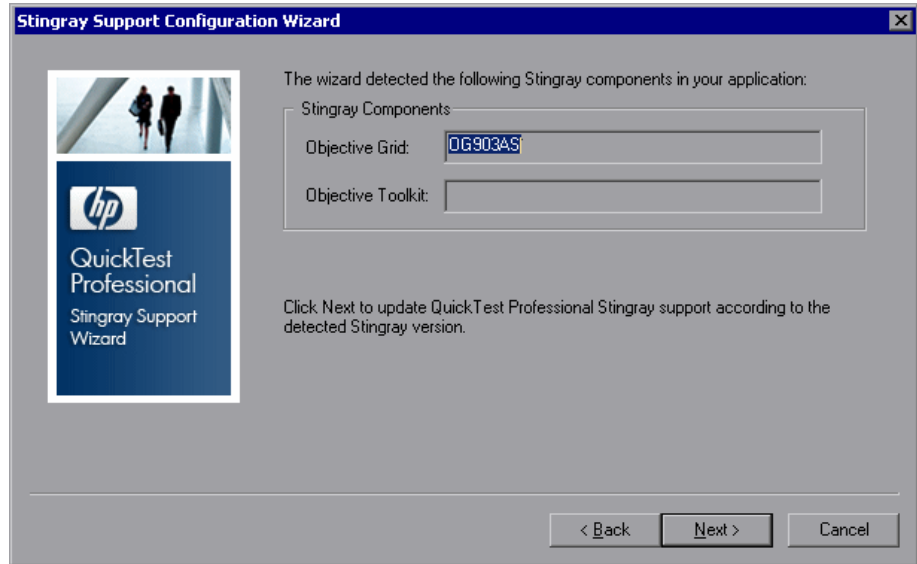 Stingray Support Configuration Wizard
The wizard detected the following Stingray components in your application:
Stingray Components
Objective Grid: OG903AS
Objective Toolkit:
hp
QuickTest
Professional
Stingray Support
Wizard
Click Next to update QuickTest Professional Stingray support according to the
detected Stingray version.
< Back Next > Cancel